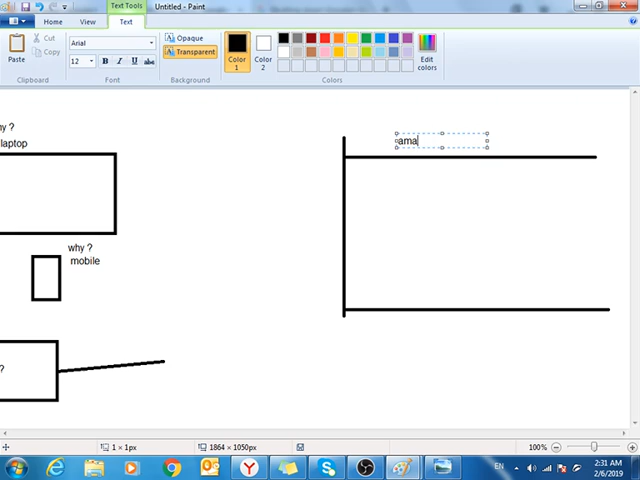 Text Tools
Untitled - Paint
Home
View
Text
Cut
Copy
Paste
Clipboard
Arial
12
B I U abc
Font
Opaque
Transparent
Background
Color
1
Color
2
Edit
colors
Colors
y ?
laptop
why ?
mobile
?
ama
1 × 1px
1864 × 1050px
100%
EN
2:31 AM
2/6/2019